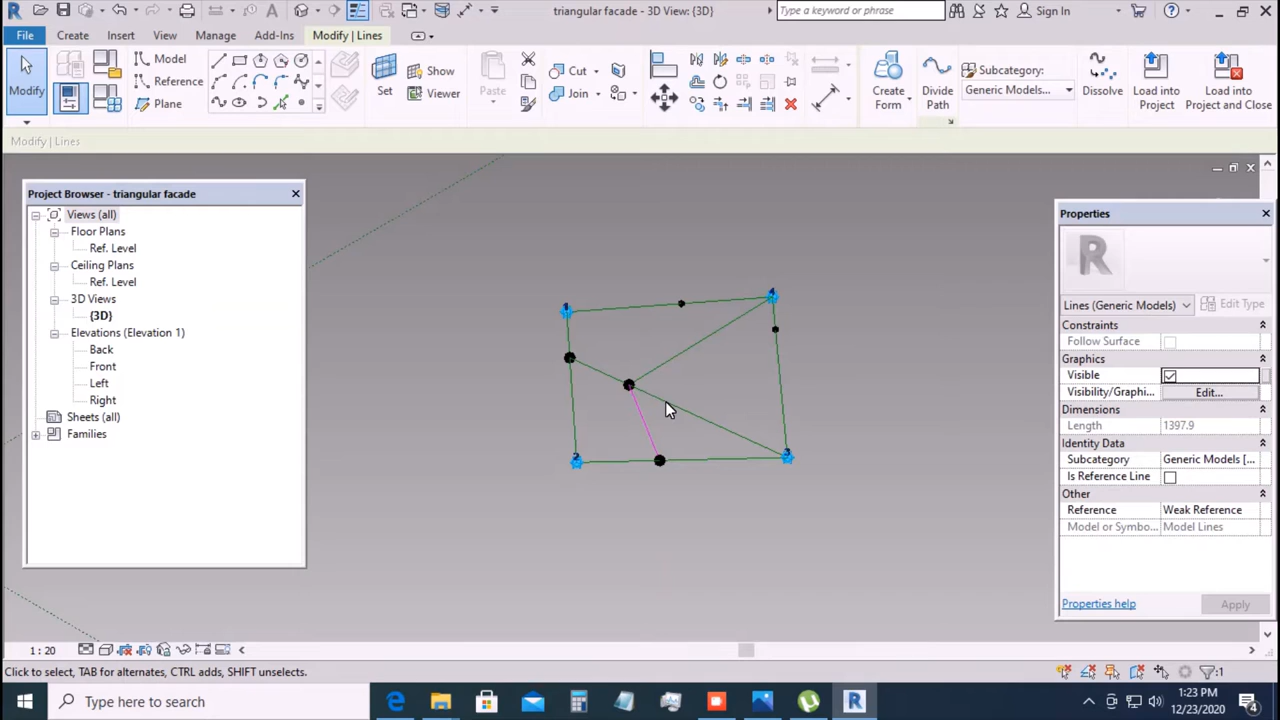 triangular facade - 3D View: {3D}
Type a keyword or phrase
Sign In
File
Create
Insert
View
Manage
Add-Ins
Modify | Lines
Modify
Model
Reference
Plane
Set
Show
Viewer
Paste
Cut
Join
Create
Form
Divide
Path
Subcategory:
Generic Models...
Dissolve
Load into
Project
Load into
Project and Close
Modify | Lines
Project Browser - triangular facade
Views (all)
Floor Plans
Ref. Level
Ceiling Plans
Ref. Level
3D Views
{3D}
Elevations (Elevation 1)
Back
Front
Left
Right
Sheets (all)
Families
Properties
R
Lines (Generic Models)
Edit Type
Constraints
Follow Surface
Graphics
Visible
Visibility/Graphi...
Edit...
Dimensions
Length
1397.9
Identity Data
Subcategory
Generic Models [...
Is Reference Line
Other
Reference
Weak Reference
Model or Symbo...
Model Lines
Properties help
Apply
1 : 20
Click to select, TAB for alternates, CTRL adds, SHIFT unselects.
:1
Type here to search
1:23 PM
12/23/2020
4